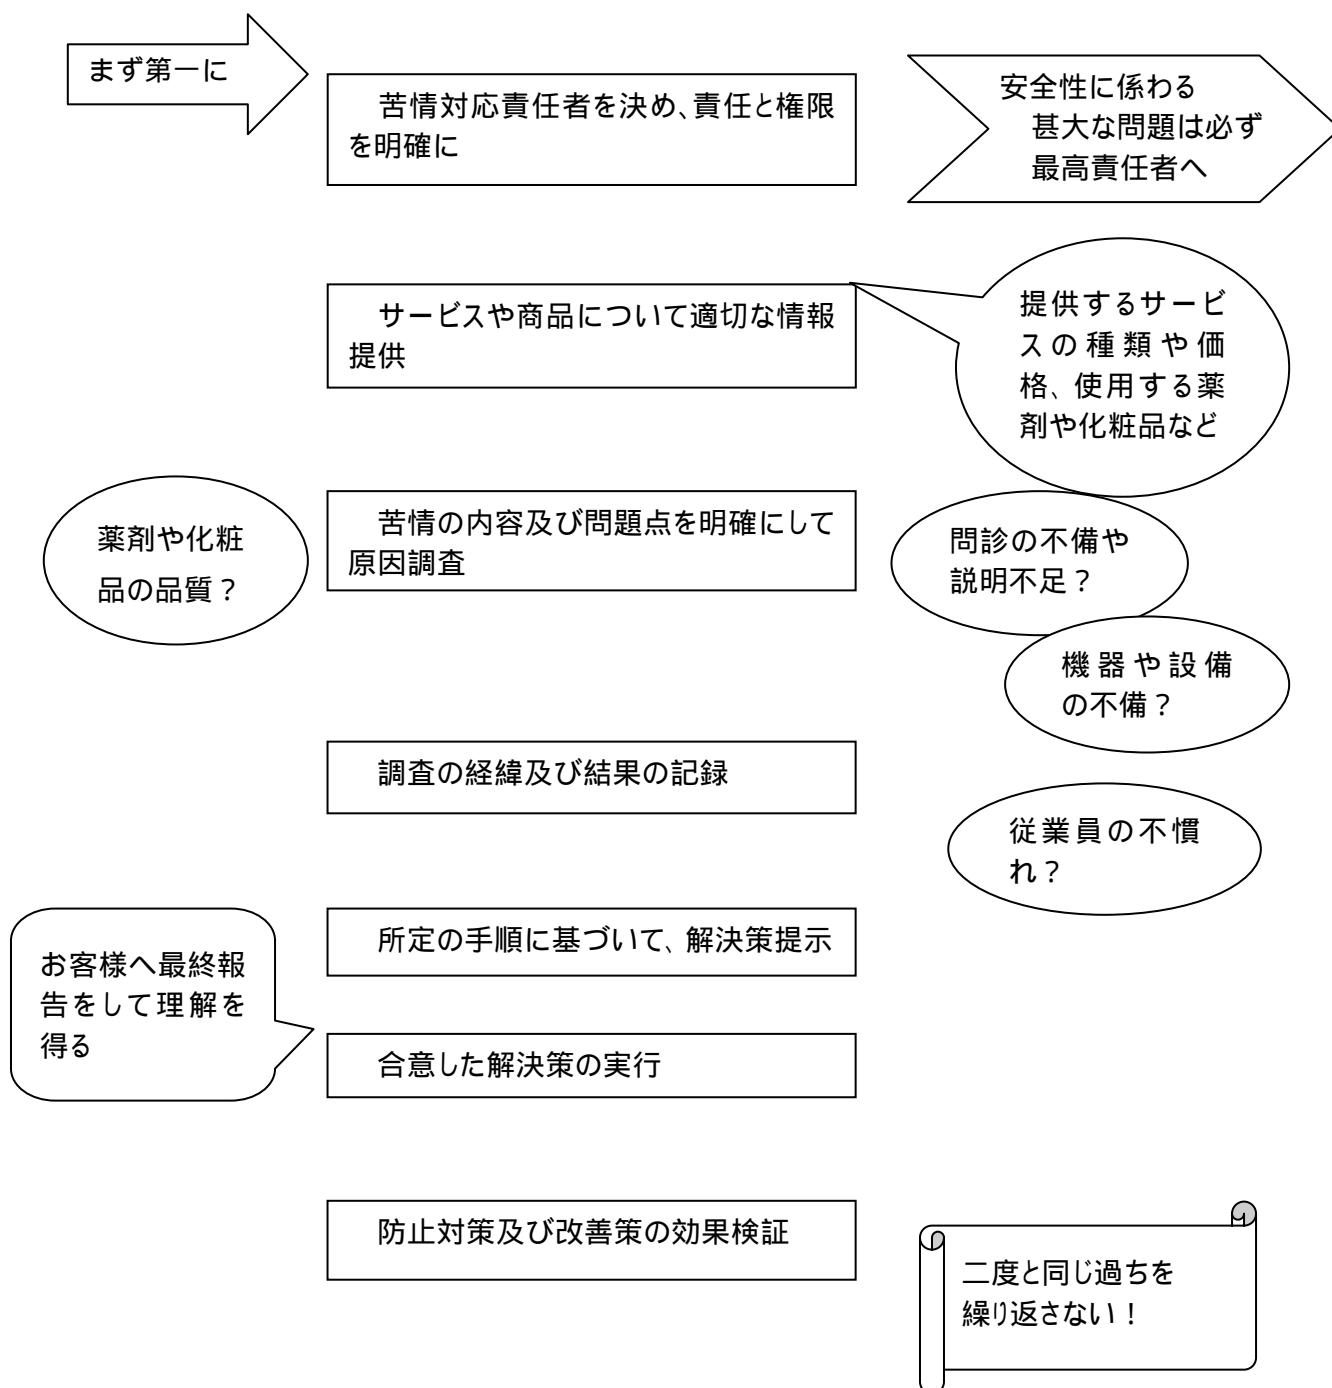 まず第一に
苦情対応責任者を決め、責任と権限
を明確に
安全性に係わる
甚大な問題は必ず
最高責任者へ
サービスや商品について適切な情報
提供
提供するサービ
スの種類や価
格、使用する薬
剤や化粧品など
薬剤や化粧
品の品質？
苦情の内容及び問題点を明確にして
原因調査
問診の不備や
説明不足？
機器や設備
の不備？
調査の経緯及び結果の記録
従業員の不慣
れ？
所定の手順に基づいて、解決策提示
お客様へ最終報
告をして理解を
得る
合意した解決策の実行
防止対策及び改善策の効果検証
二度と同じ過ちを
繰り返さない！